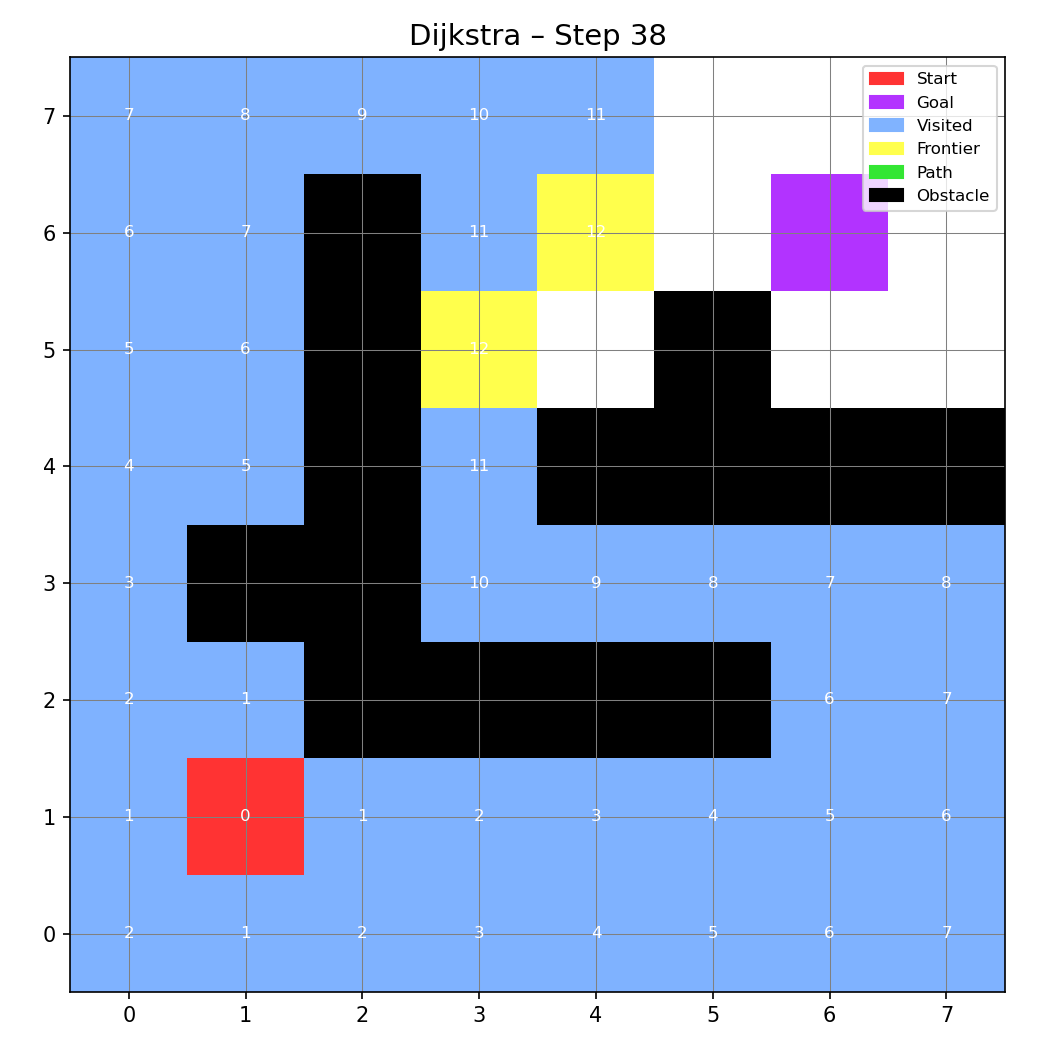 Dijkstra – Step 38
Start
Goal
Visited
Frontier
Path
Obstacle
7 7 8 9 10 11
6 6 7 11 12
5 5 6 12
4 4 5 11
3 3 10 9 8 7 8
2 2 1 6 7
1 1 0 1 2 3 4 5 6
0 2 1 2 3 4 5 6 7
0 1 2 3 4 5 6 7